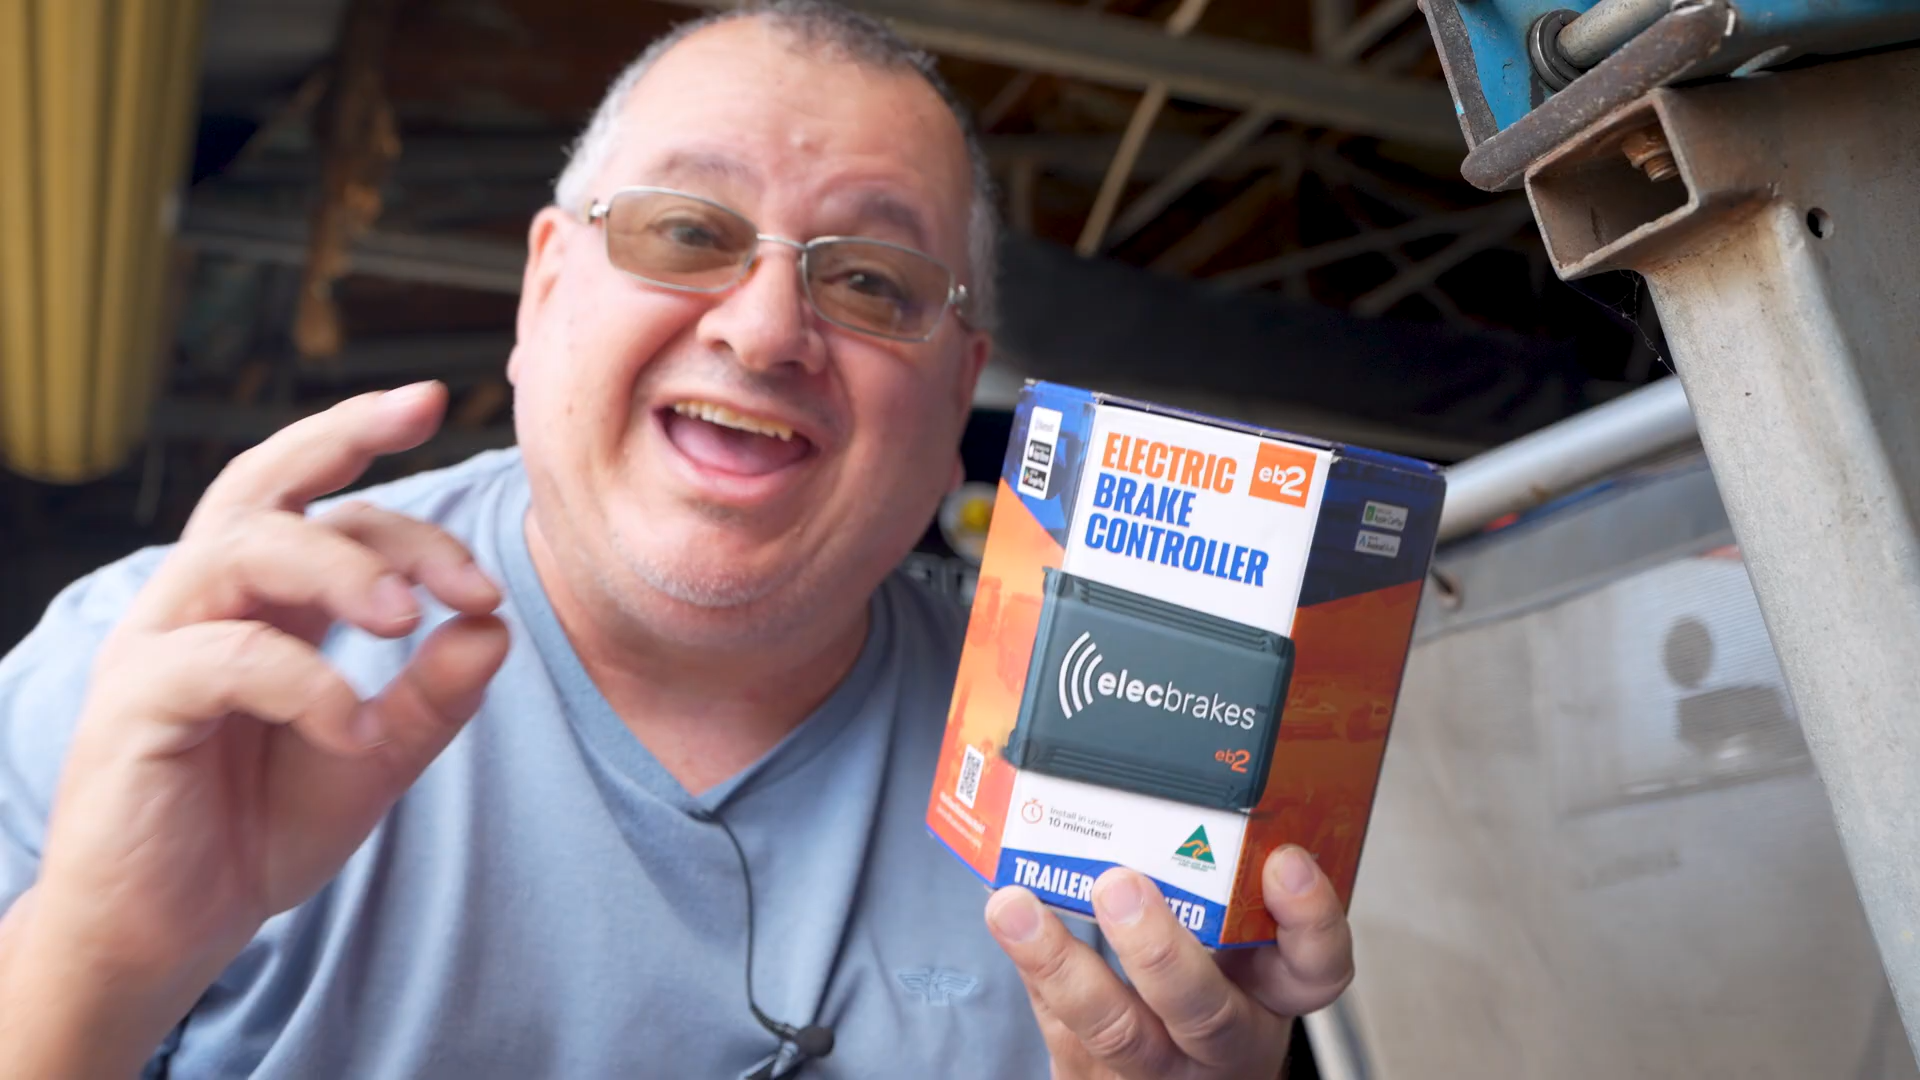 ELECTRIC
BRAKE
CONTROLLER
eb2
elecbrakes
eb2
Install in under
10 minutes!
TRAILER
TED